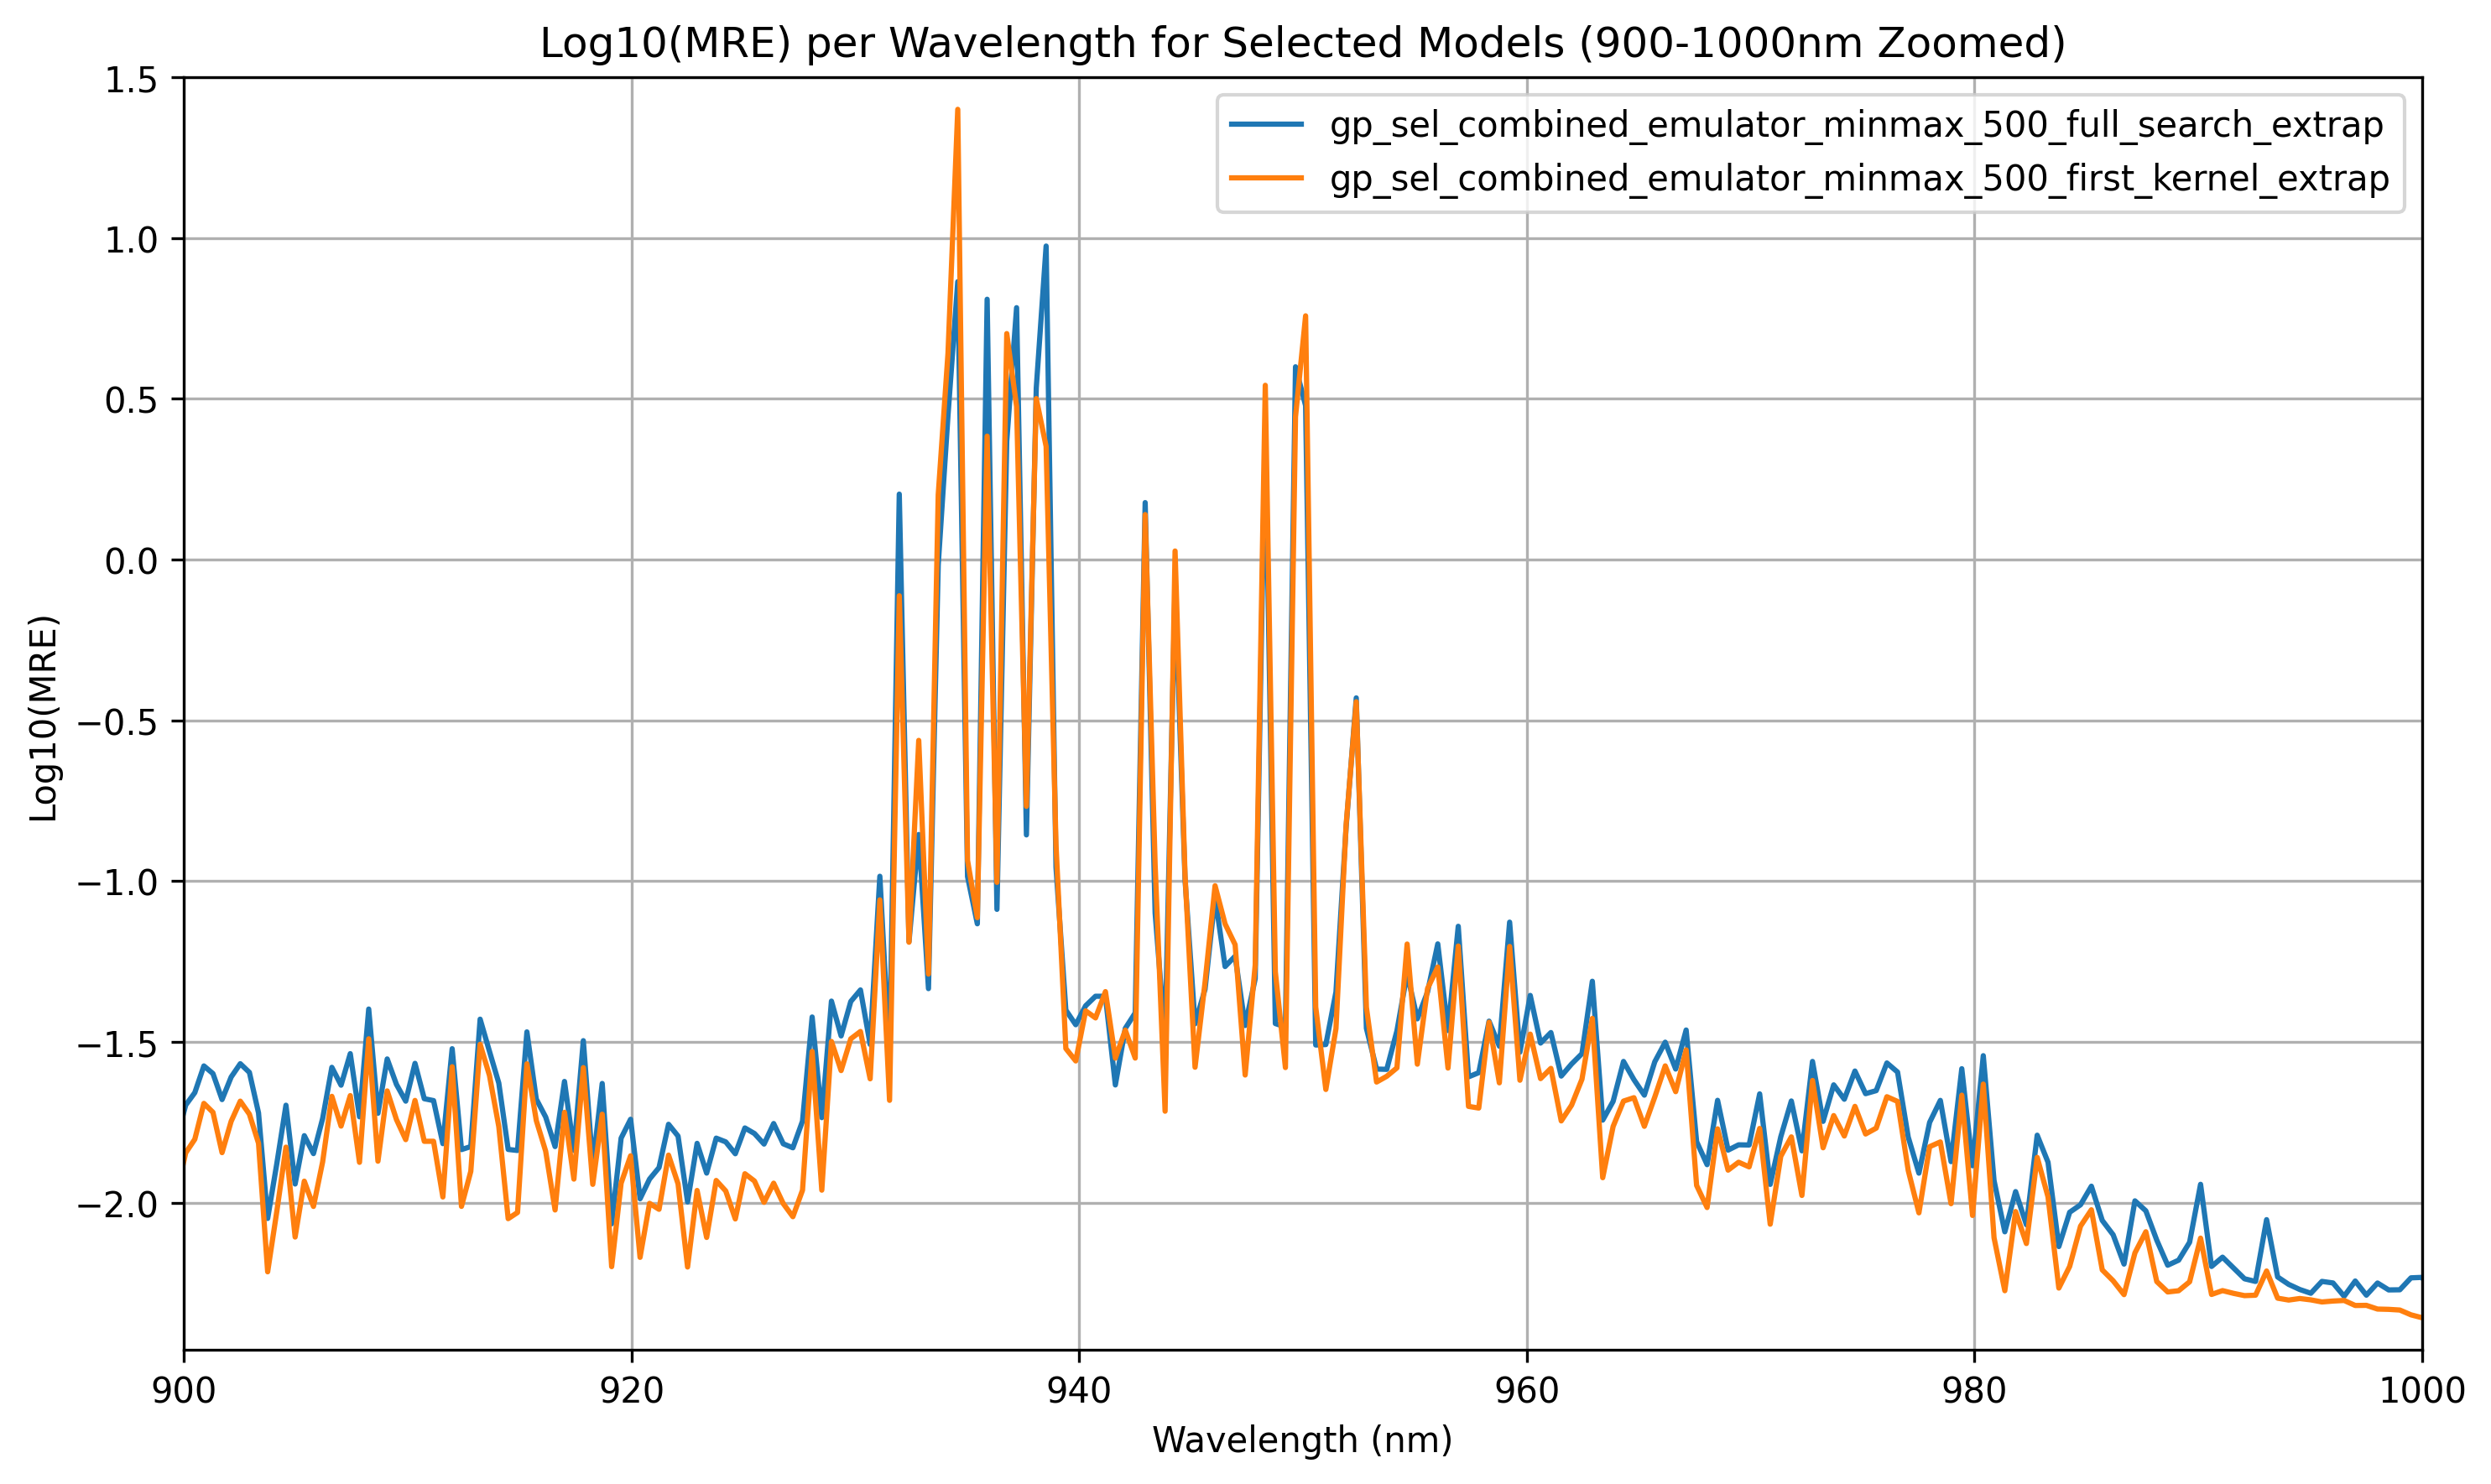 Log10(MRE) per Wavelength for Selected Models (900-1000nm Zoomed)
gp_sel_combined_emulator_minmax_500_full_search_extrap
gp_sel_combined_emulator_minmax_500_first_kernel_extrap
1.5
1.0
0.5
0.0
−0.5
−1.0
−1.5
−2.0
Log10(MRE)
900
920
940
960
980
1000
Wavelength (nm)